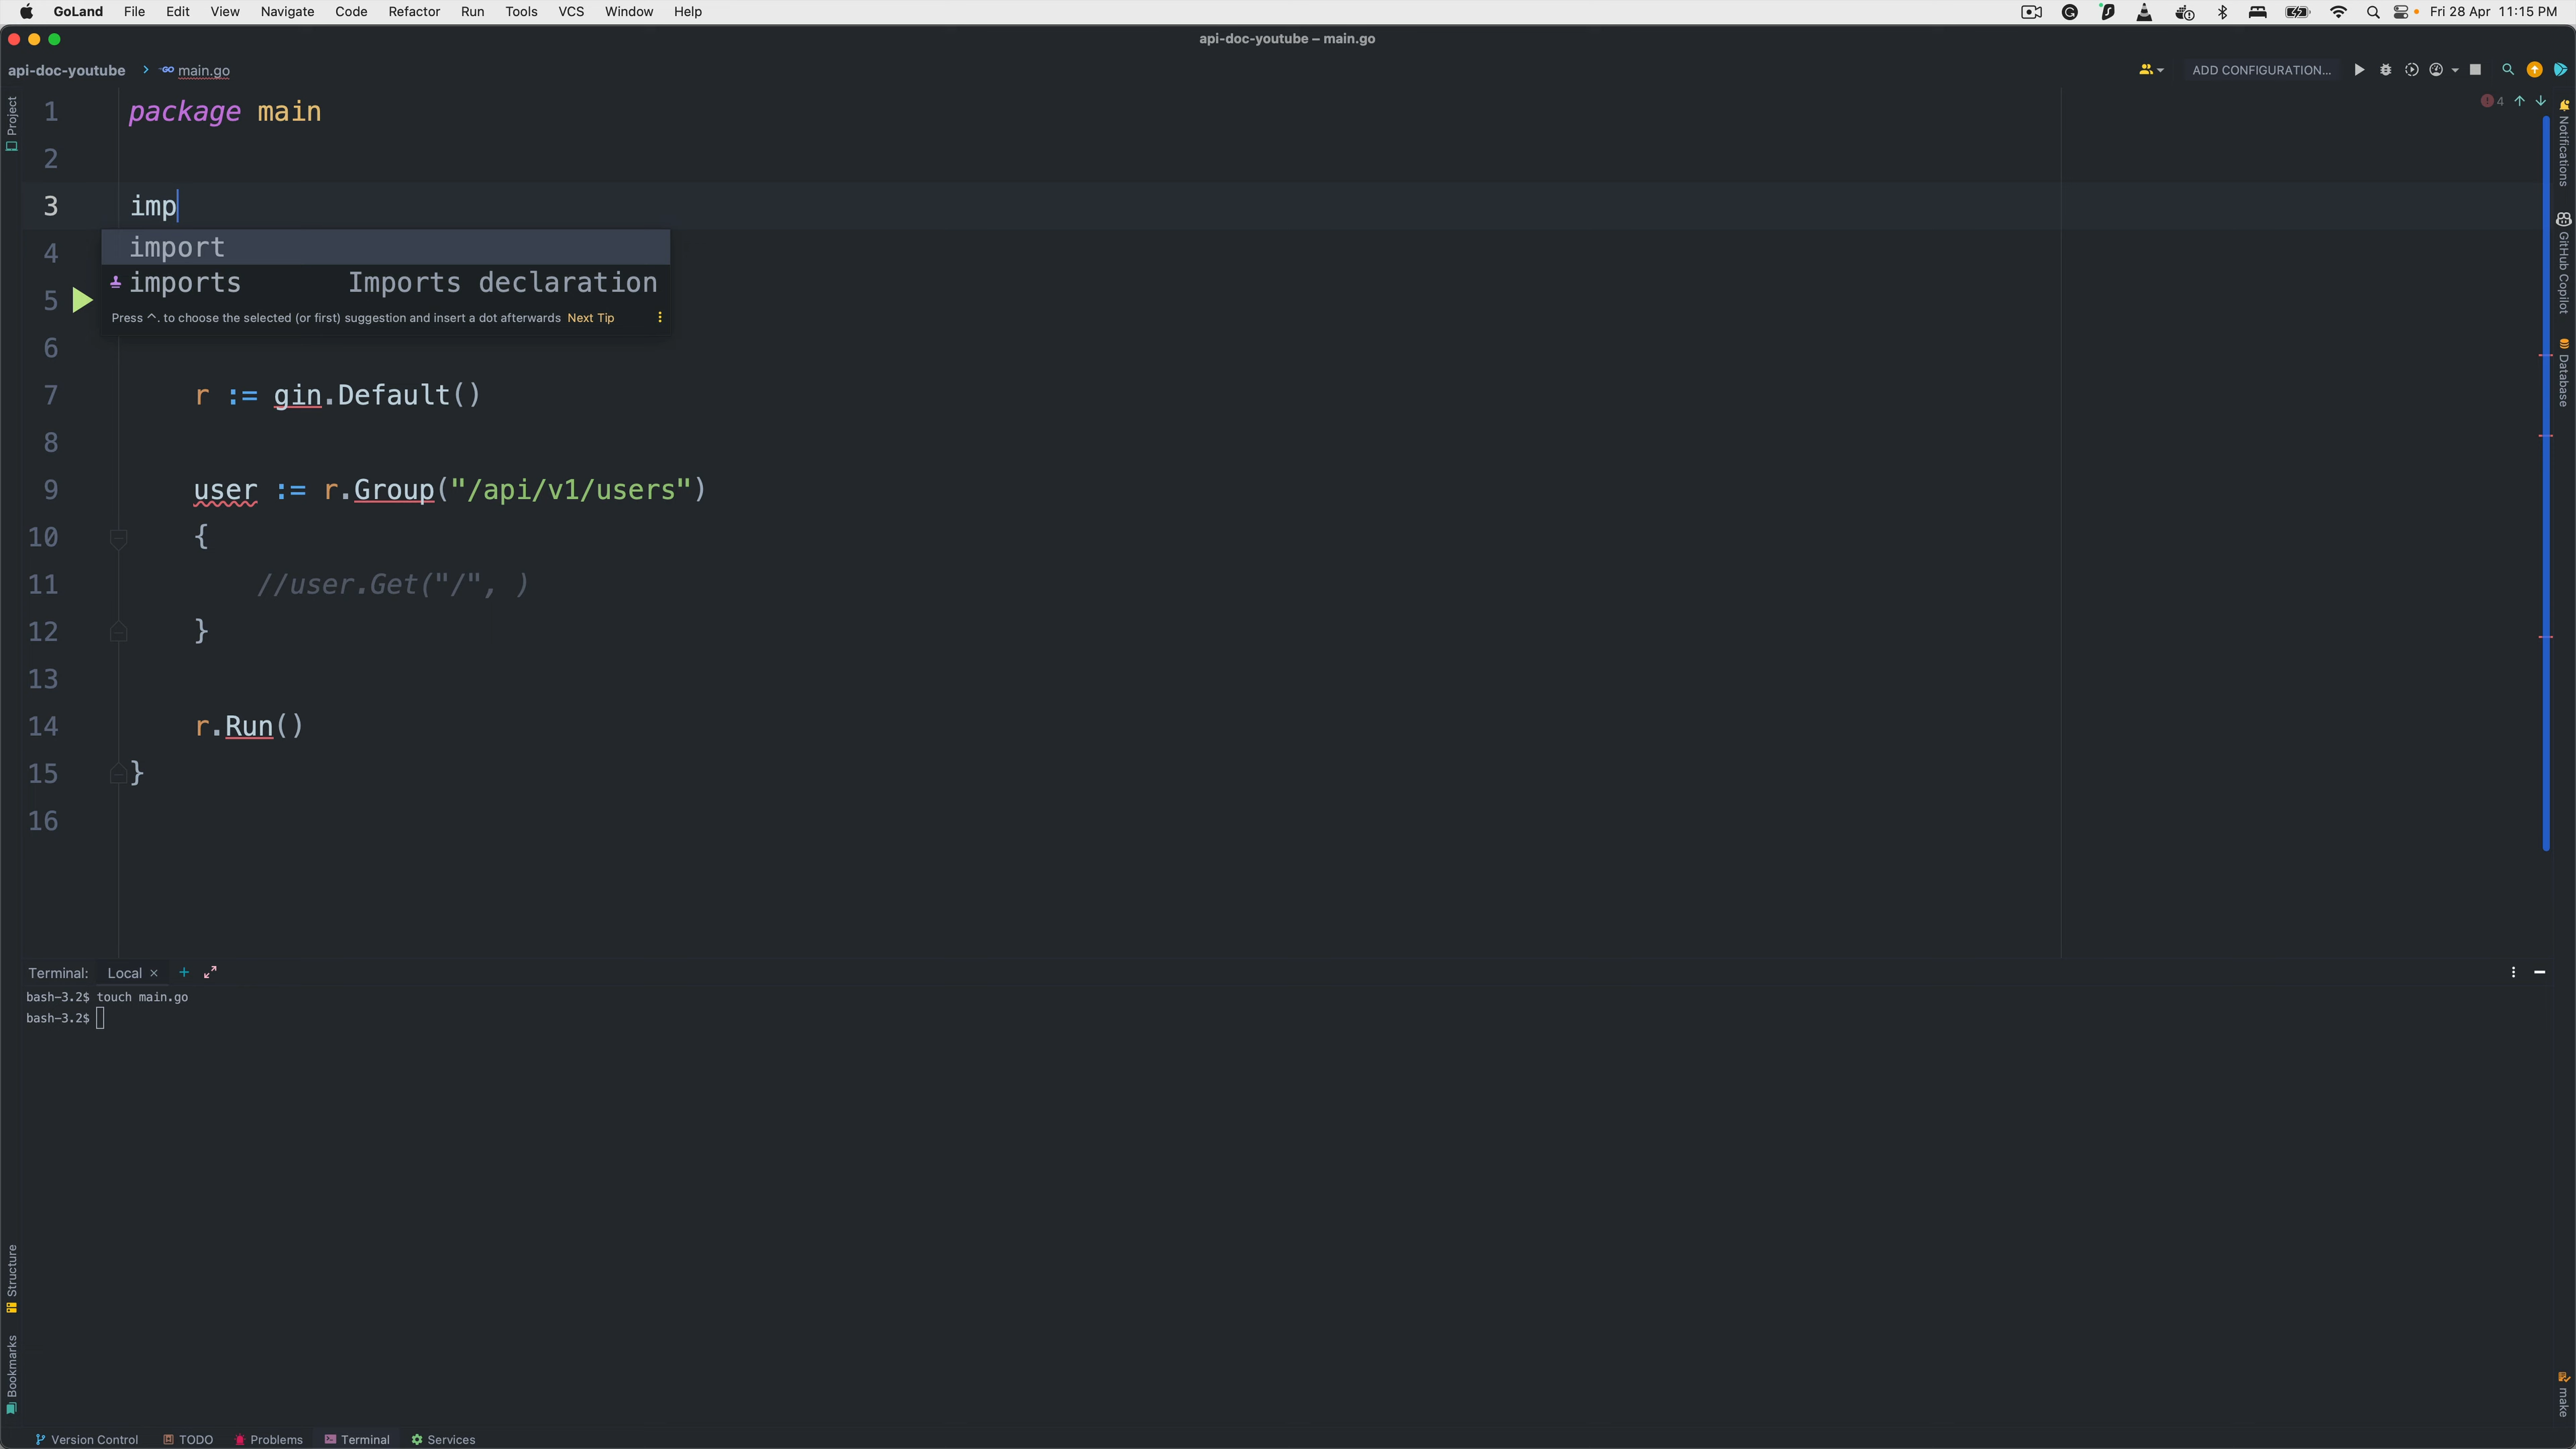 GoLand File Edit View Navigate Code Refactor Run Tools VCS Window Help Fri 28 Apr 11:15 PM
api-doc-youtube – main.go
api-doc-youtube main.go ADD CONFIGURATION...
4
Project
Notifications
GitHub Copilot
Database
1 package main
2
3 imp
import
imports Imports declaration
Press ^. to choose the selected (or first) suggestion and insert a dot afterwards Next Tip
4
5
6
7 r := gin.Default()
8
9 user := r.Group("/api/v1/users")
10 {
11 //user.Get("/", )
12 }
13
14 r.Run()
15 }
16
Terminal: Local
bash-3.2$ touch main.go
bash-3.2$
Structure
Bookmarks
make
Version Control TODO Problems Terminal Services